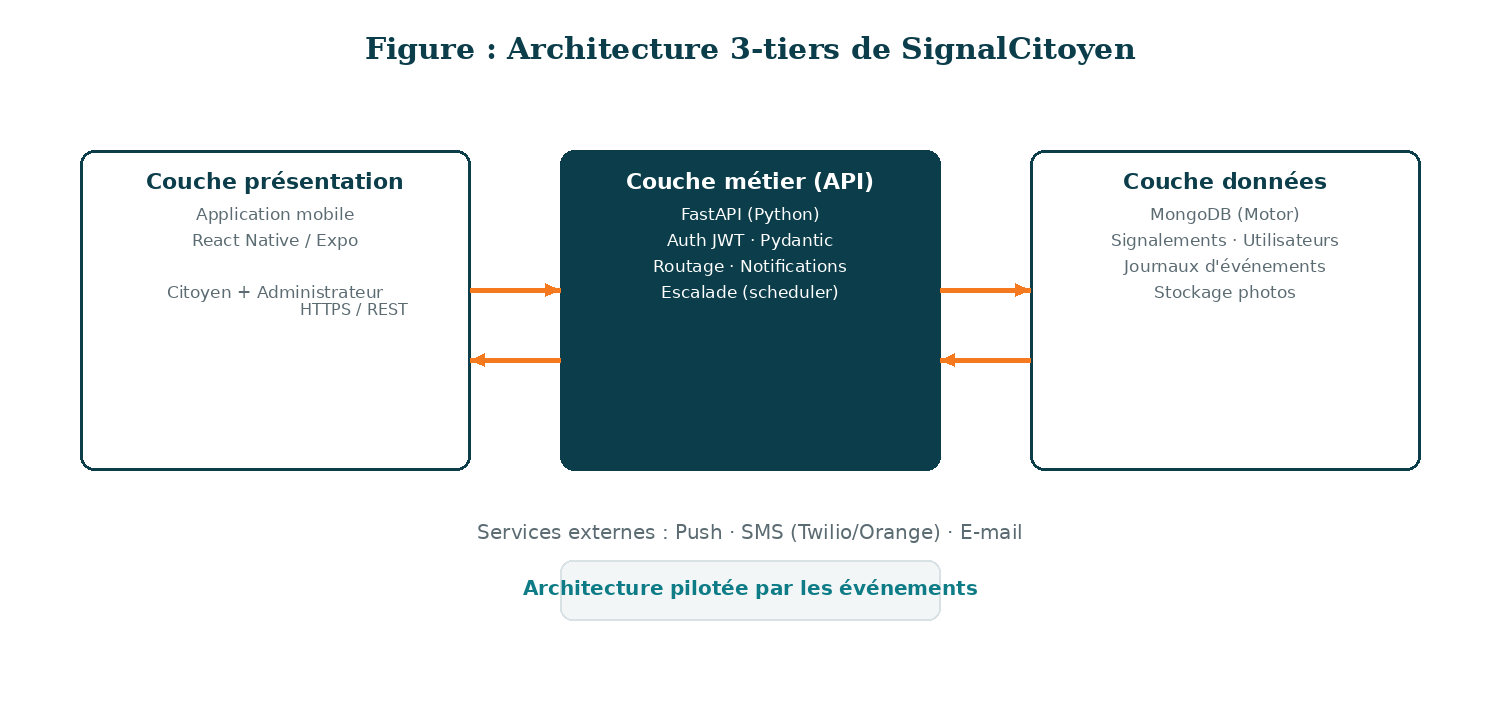 Figure : Architecture 3-tiers de SignalCitoyen
Couche présentation
Application mobile
React Native / Expo
Citoyen + Administrateur
HTTPS / REST
Couche métier (API)
FastAPI (Python)
Auth JWT · Pydantic
Routage · Notifications
Escalade (scheduler)
Couche données
MongoDB (Motor)
Signalements · Utilisateurs
Journaux d'événements
Stockage photos
Services externes : Push · SMS (Twilio/Orange) · E-mail
Architecture pilotée par les événements